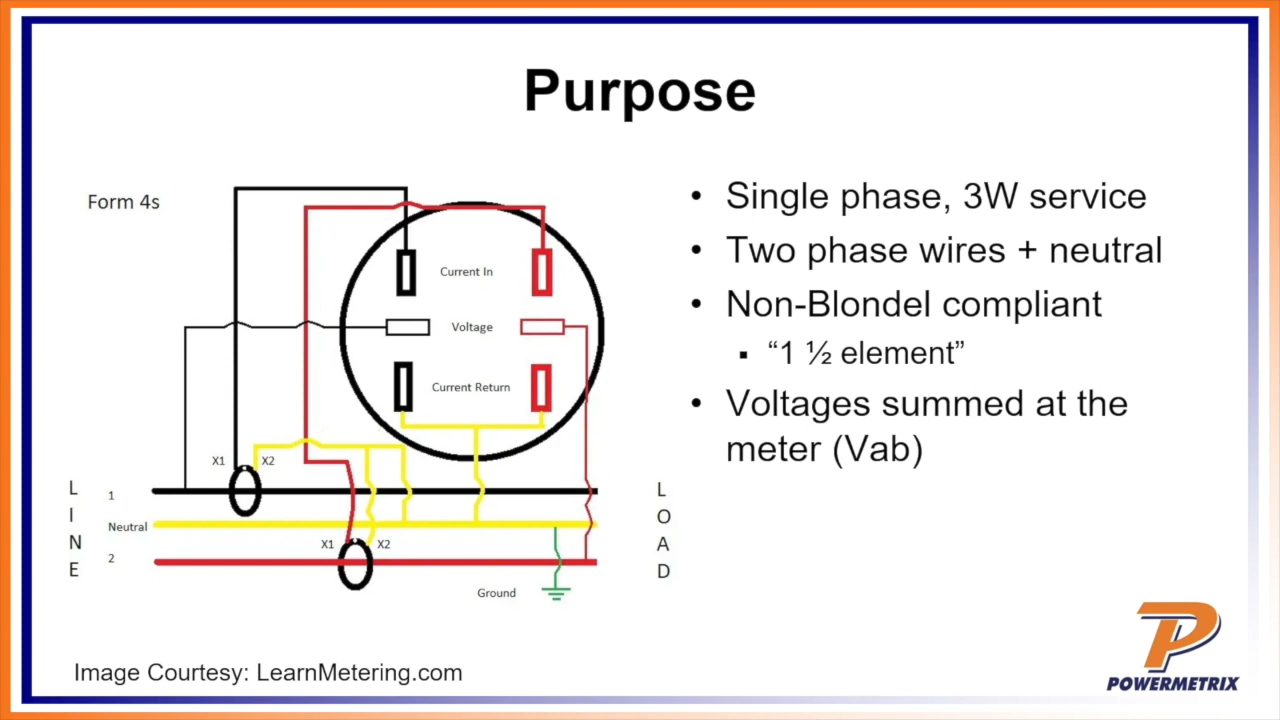 Purpose
Form 4s
Current In
Voltage
Current Return
X1
X2
X1
X2
L
I
N
E
1
Neutral
2
L
O
A
D
Ground
Image Courtesy: LearnMetering.com
• Single phase, 3W service
• Two phase wires + neutral
• Non-Blondel compliant
▪ “1 ½ element”
• Voltages summed at the
meter (Vab)
P
POWERMETRIX